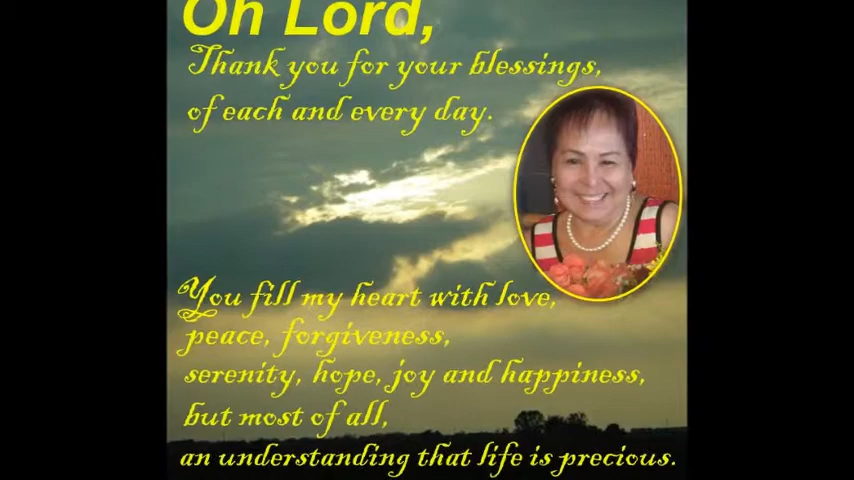 Oh Lord,
Thank you for your blessings,
of each and every day.
You fill my heart with love,
peace, forgiveness,
serenity, hope, joy and happiness,
but most of all,
an understanding that life is precious.